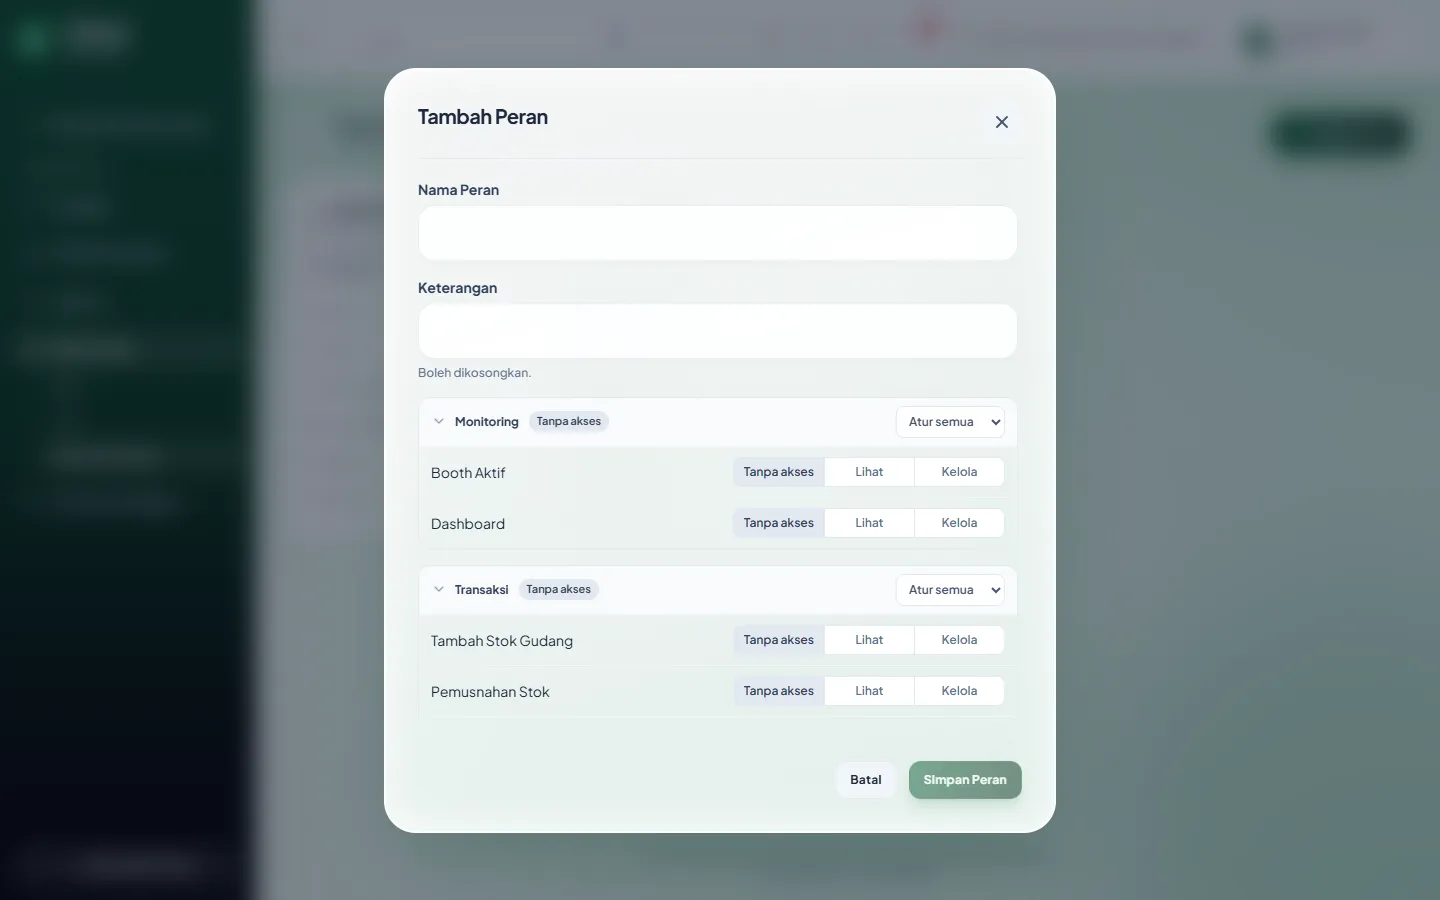 Tambah Peran
Nama Peran
Keterangan
Boleh dikosongkan.
Monitoring Tanpa akses Atur semua
Booth Aktif Tanpa akses Lihat Kelola
Dashboard Tanpa akses Lihat Kelola
Transaksi Tanpa akses Atur semua
Tambah Stok Gudang Tanpa akses Lihat Kelola
Pemusnahan Stok Tanpa akses Lihat Kelola
Batal Simpan Peran